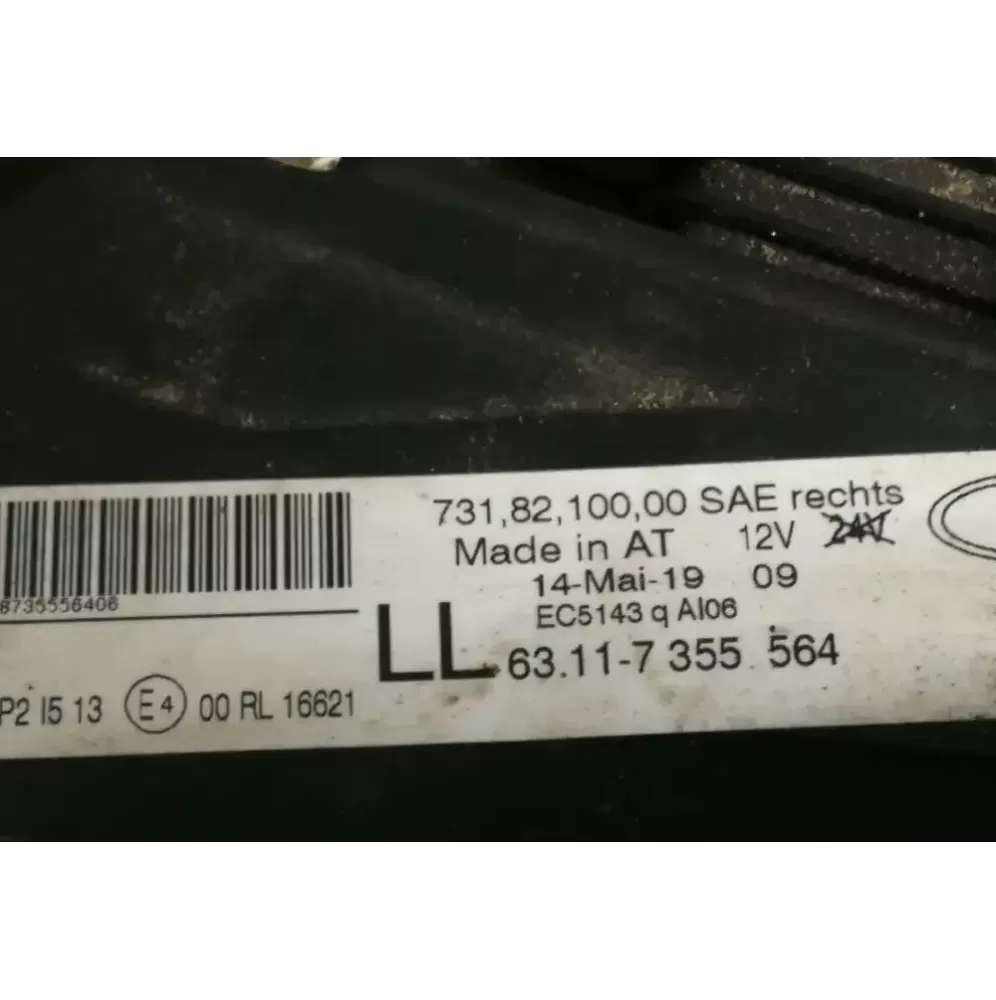 731,82,100,00 SAE rechts
Made in AT 12V 24V
14-Mai-19 09
EC5143 q AI06
8735556406
LL 63.11-7 355 564
P2 I5 13 E4 00 RL 16621